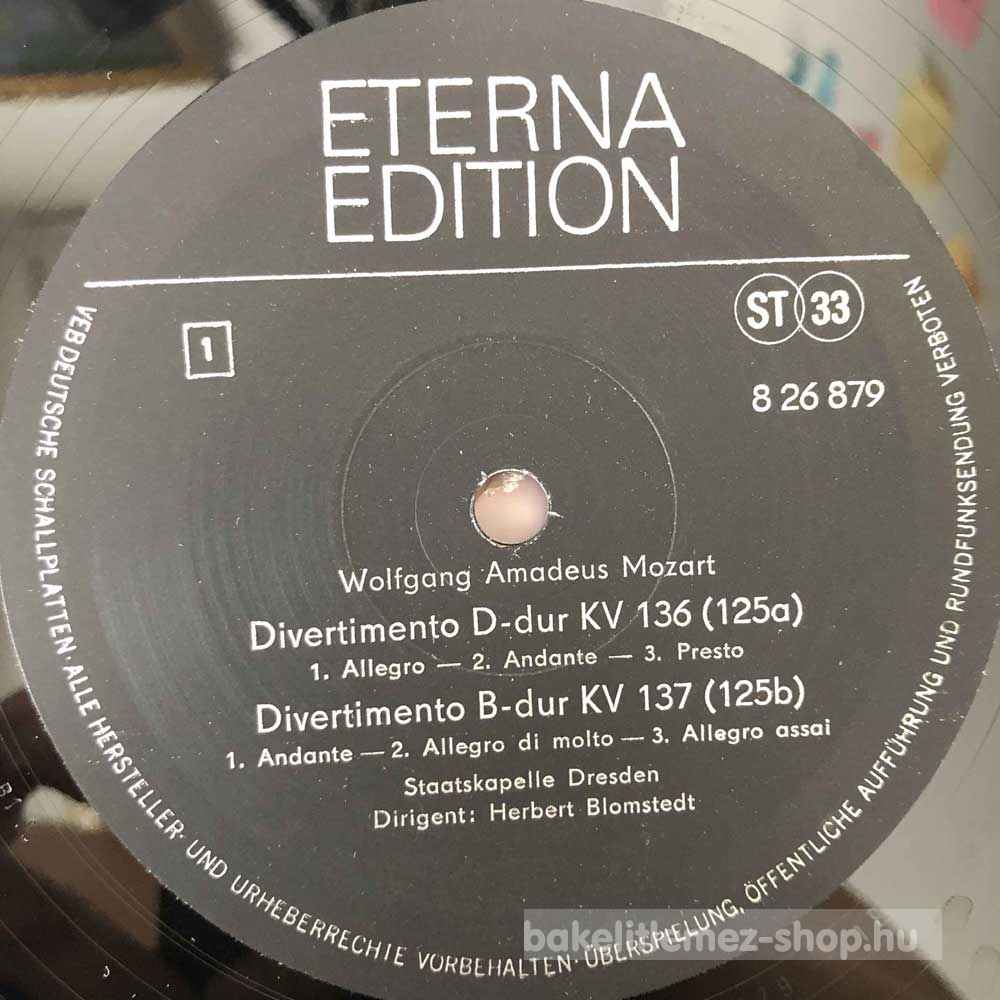 ETERNA
EDITION
1
ST 33
8 26 879
Wolfgang Amadeus Mozart
Divertimento D-dur KV 136 (125a)
1. Allegro — 2. Andante — 3. Presto
Divertimento B-dur KV 137 (125b)
1. Andante — 2. Allegro di molto — 3. Allegro assai
Staatskapelle Dresden
Dirigent: Herbert Blomstedt
VEB DEUTSCHE SCHALLPLATTEN · ALLE HERSTELLER- UND URHEBERRECHTE VORBEHALTEN · ÜBERSPIELUNG, ÖFFENTLICHE AUFFÜHRUNG UND RUNDFUNKSENDUNG VERBOTEN
bakelitlemez-shop.hu